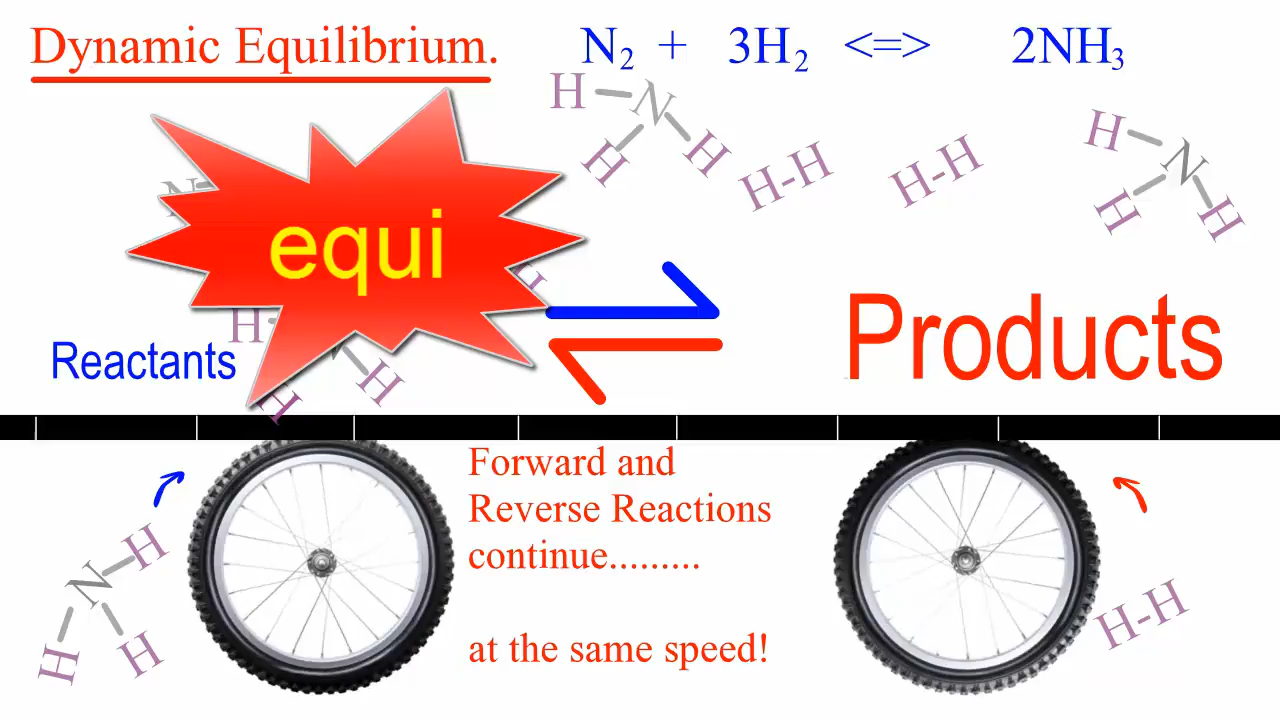 Dynamic Equilibrium. N₂ + 3H₂ <=> 2NH₃
H N H H
H-H
H-H
H N H H
N
equi
H
H
Reactants
H
Products
Forward and
Reverse Reactions
continue.........
at the same speed!
N H H H
H-H